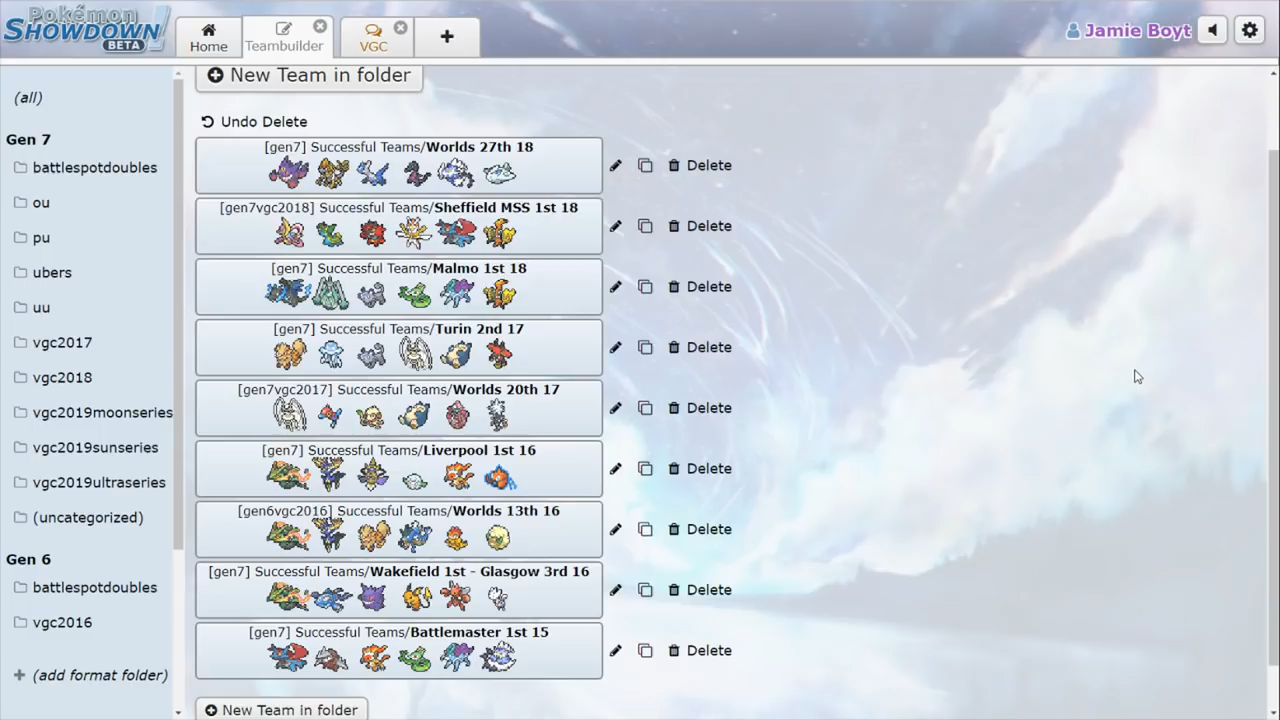 Pokémon
SHOWDOWN!
BETA
Home
Teambuilder
VGC
Jamie Boyt
(all)
Gen 7
battlespotdoubles
ou
pu
ubers
uu
vgc2017
vgc2018
vgc2019moonseries
vgc2019sunseries
vgc2019ultraseries
(uncategorized)
Gen 6
battlespotdoubles
vgc2016
(add format folder)
New Team in folder
Undo Delete
[gen7] Successful Teams/Worlds 27th 18
Delete
[gen7vgc2018] Successful Teams/Sheffield MSS 1st 18
Delete
[gen7] Successful Teams/Malmo 1st 18
Delete
[gen7] Successful Teams/Turin 2nd 17
Delete
[gen7vgc2017] Successful Teams/Worlds 20th 17
Delete
[gen7] Successful Teams/Liverpool 1st 16
Delete
[gen6vgc2016] Successful Teams/Worlds 13th 16
Delete
[gen7] Successful Teams/Wakefield 1st - Glasgow 3rd 16
Delete
[gen7] Successful Teams/Battlemaster 1st 15
Delete
New Team in folder